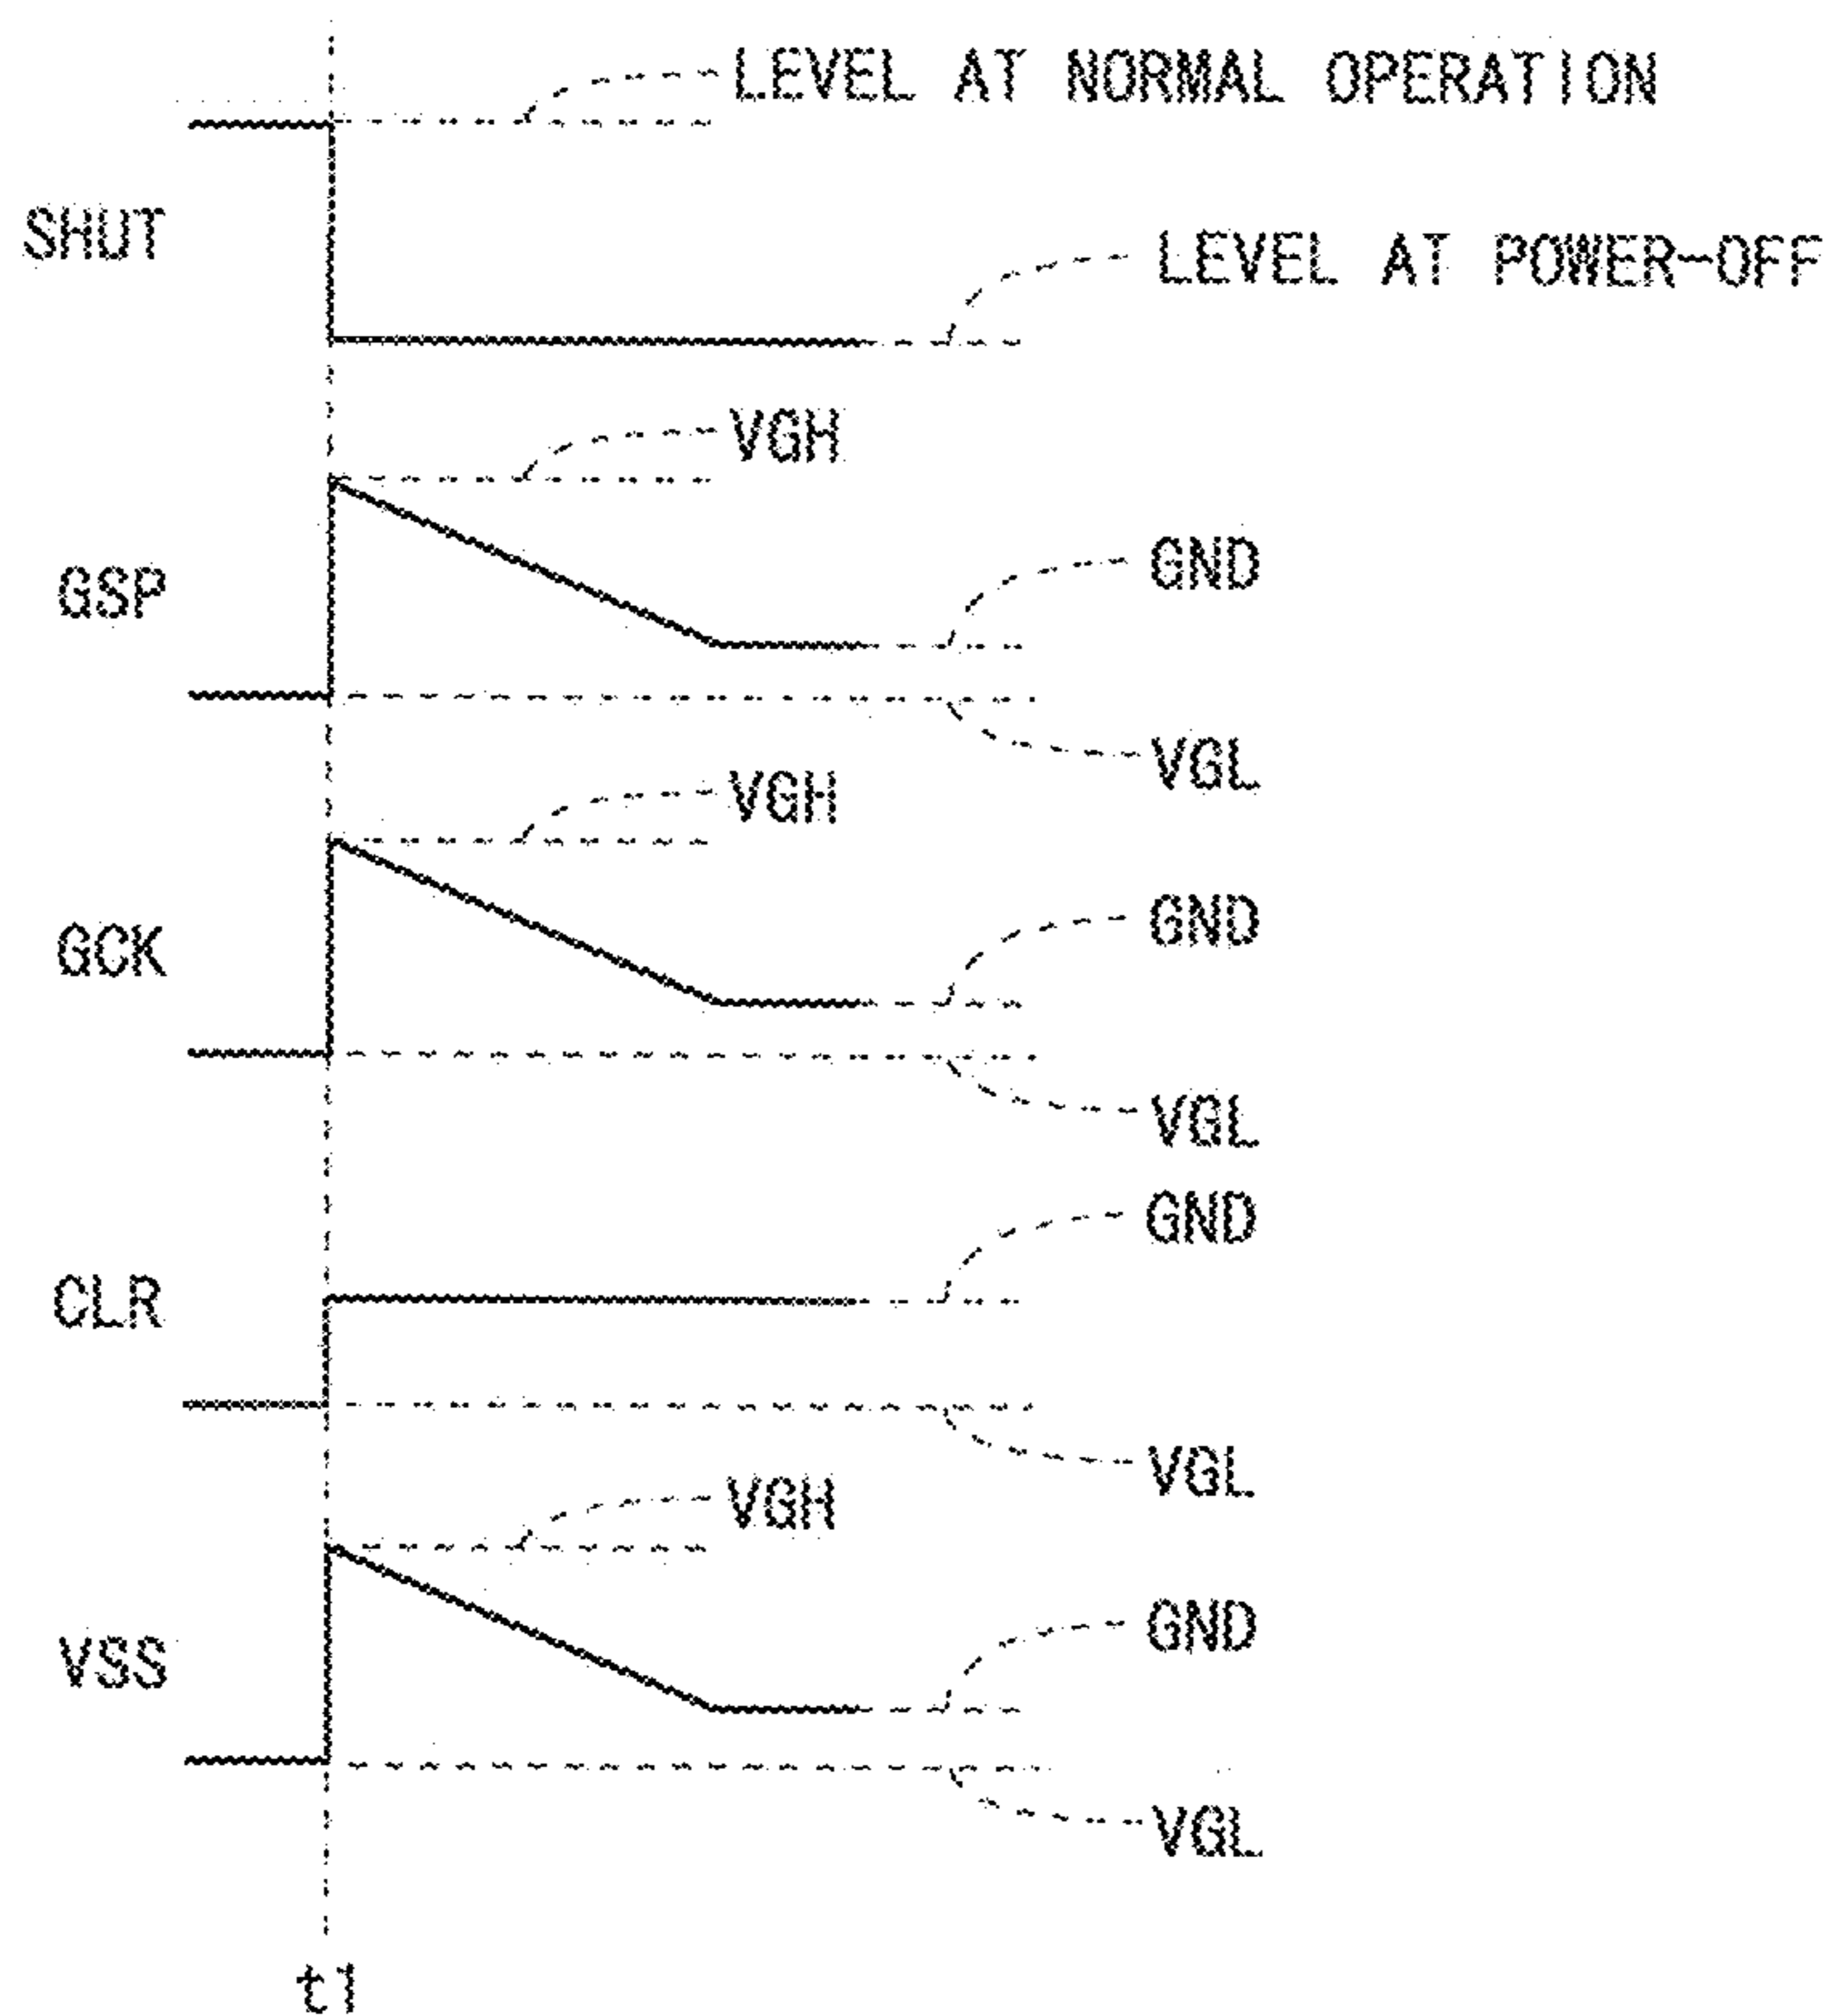 LEVEL AT NORMAL OPERATION
SHUT
LEVEL AT POWER-OFF
VGH
GND
GSP
VGL
VGH
GND
GCK
VGL
GND
CLR
VGL
VGH
GND
VSS
VGL
t1